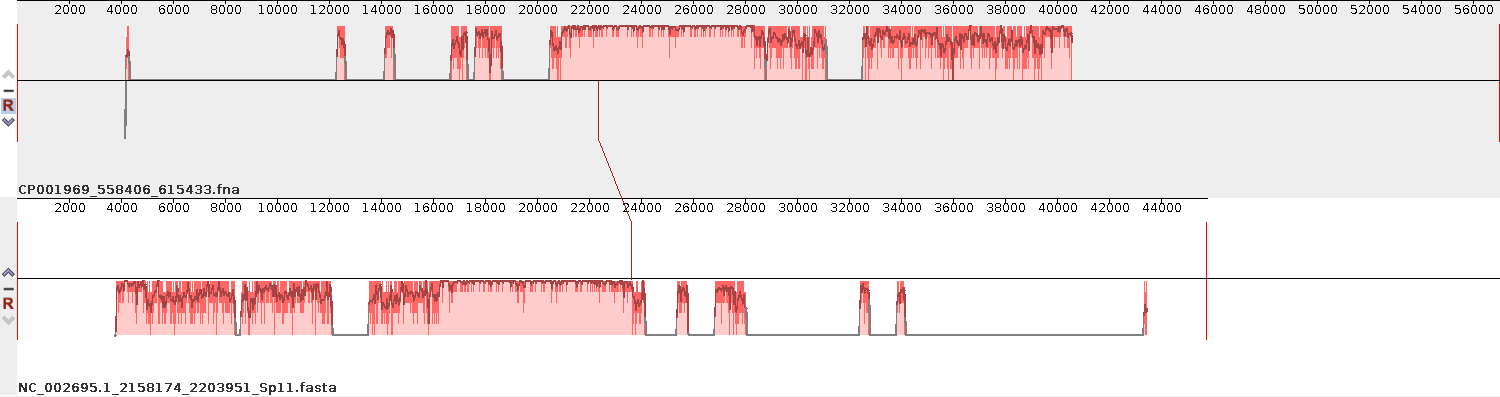 2000 4000 6000 8000 10000 12000 14000 16000 18000 20000 22000 24000 26000 28000 30000 32000 34000 36000 38000 40000 42000 44000 46000 48000 50000 52000 54000 56000
R
CP001969_558406_615433.fna
2000 4000 6000 8000 10000 12000 14000 16000 18000 20000 22000 24000 26000 28000 30000 32000 34000 36000 38000 40000 42000 44000
R
NC_002695.1_2158174_2203951_Sp11.fasta